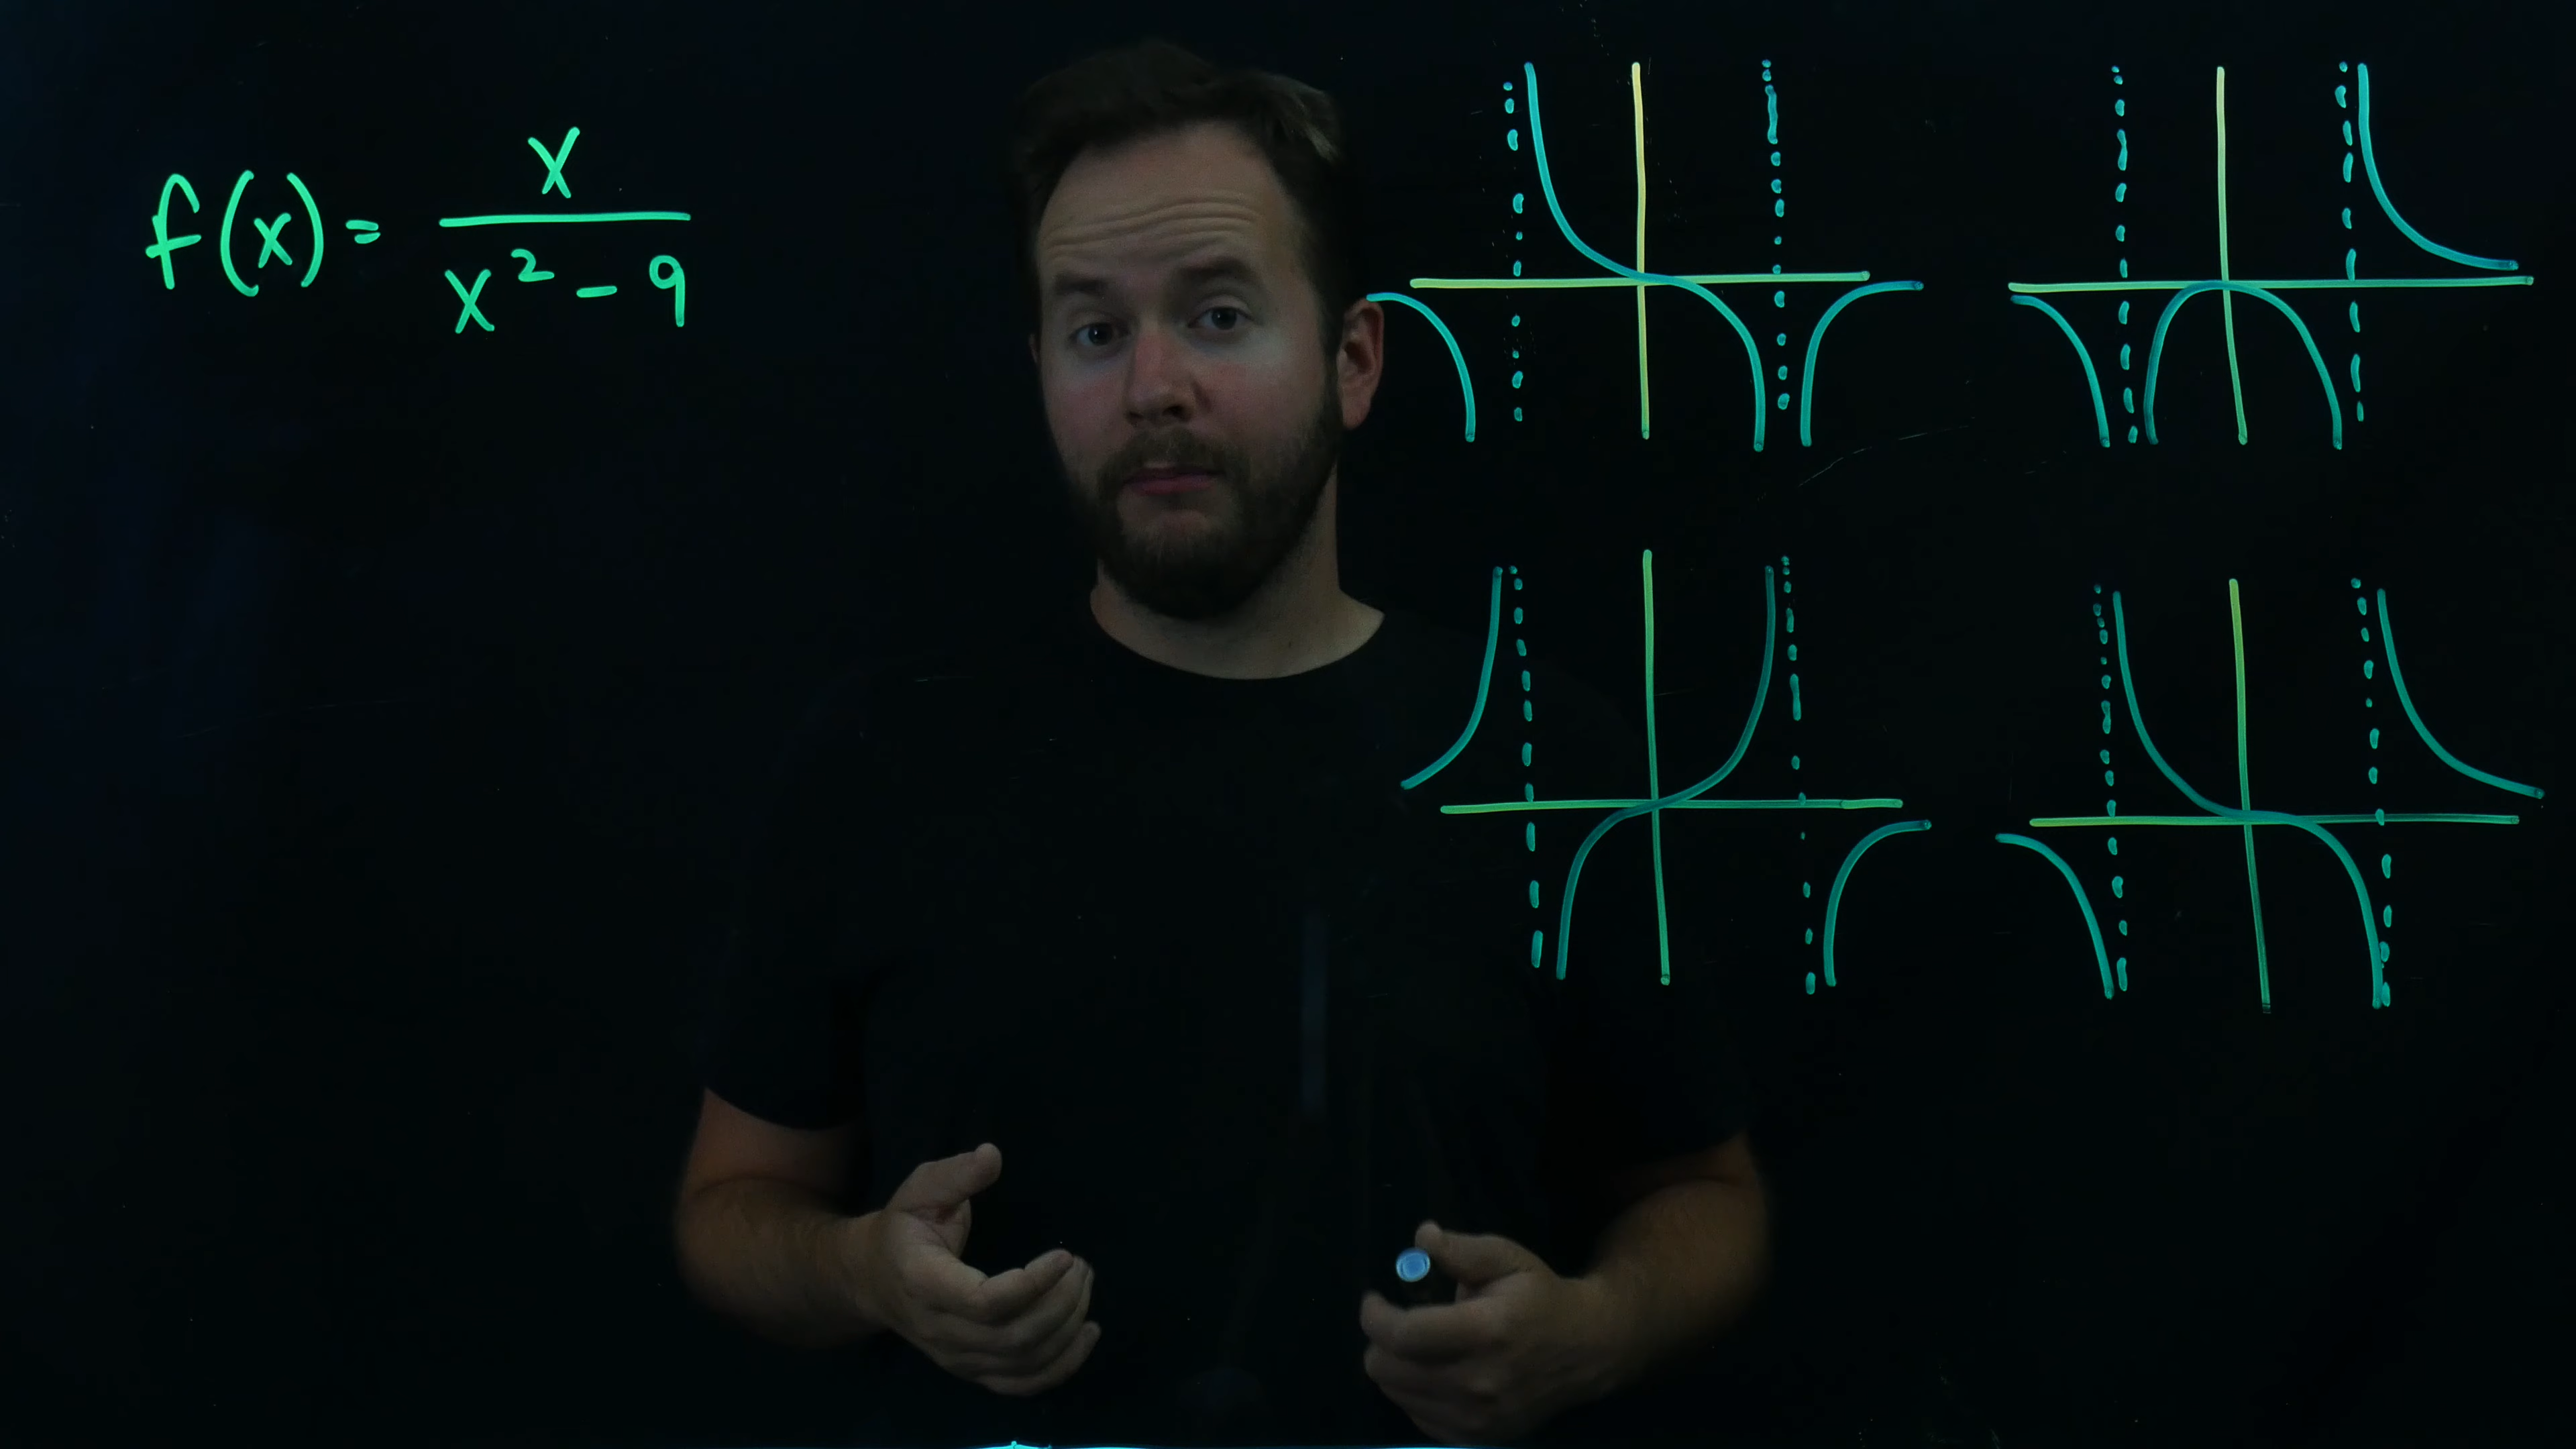 f(x) = x / (x² - 9)